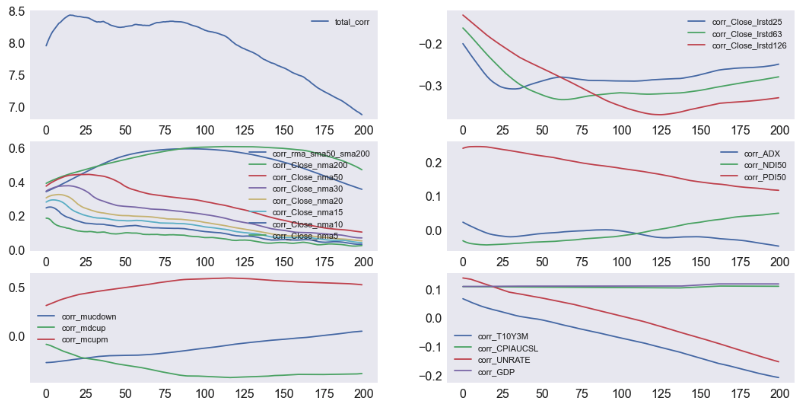 8.5
8.0
7.5
7.0
total_corr
0 25 50 75 100 125 150 175 200
−0.2
−0.3
corr_Close_lrstd25
corr_Close_lrstd63
corr_Close_lrstd126
0 25 50 75 100 125 150 175 200
0.6
0.4
0.2
0.0
corr_rma_sma50_sma200
corr_Close_nma200
corr_Close_nma50
corr_Close_nma30
corr_Close_nma20
corr_Close_nma15
corr_Close_nma10
corr_Close_nma5
0 25 50 75 100 125 150 175 200
0.2
0.1
0.0
corr_ADX
corr_NDI50
corr_PDI50
0 25 50 75 100 125 150 175 200
0.5
0.0
corr_mucdown
corr_mdcup
corr_mcupm
0 25 50 75 100 125 150 175 200
0.1
0.0
−0.1
−0.2
corr_T10Y3M
corr_CPIAUCSL
corr_UNRATE
corr_GDP
0 25 50 75 100 125 150 175 200